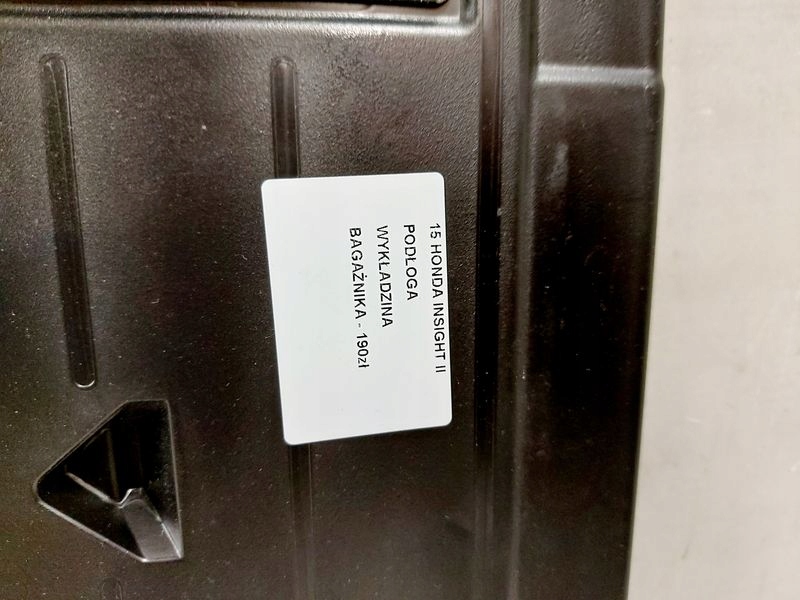 15 HONDA INSIGHT II
PODŁOGA
WYKŁADZINA
BAGAŻNIKA - 190zł